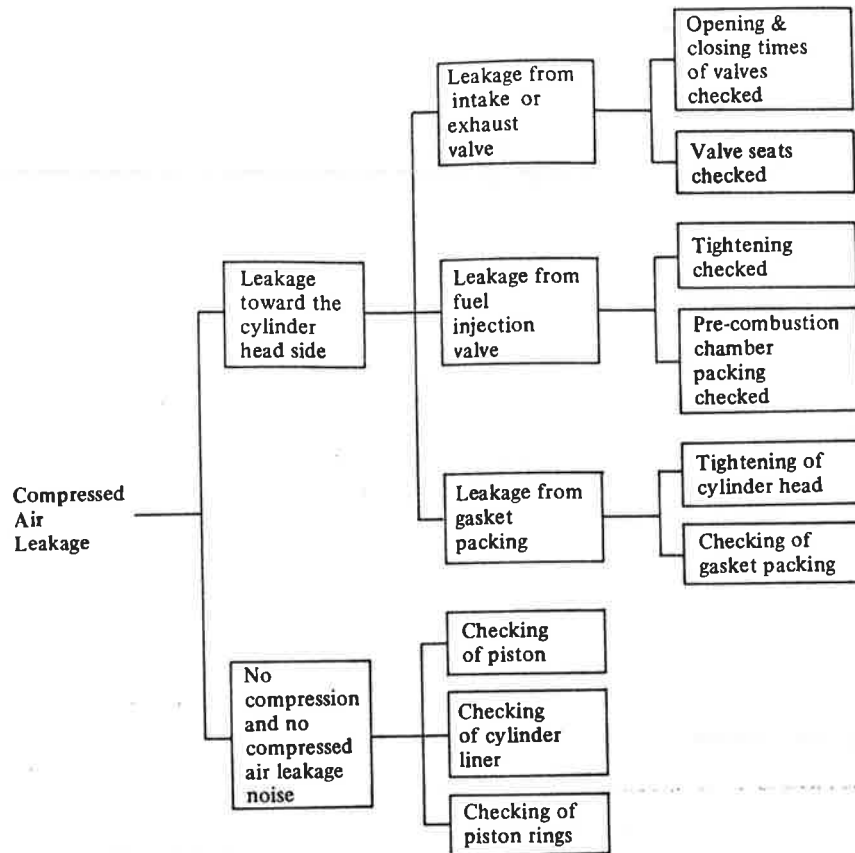 Compressed
Air
Leakage
Leakage
toward the
cylinder
head side
Leakage from
intake or
exhaust
valve
Opening &
closing times
of valves
checked
Valve seats
checked
Leakage from
fuel
injection
valve
Tightening
checked
Pre-combustion
chamber
packing
checked
Leakage from
gasket
packing
Tightening of
cylinder head
Checking of
gasket packing
No
compression
and no
compressed
air leakage
noise
Checking
of piston
Checking
of cylinder
liner
Checking of
piston rings